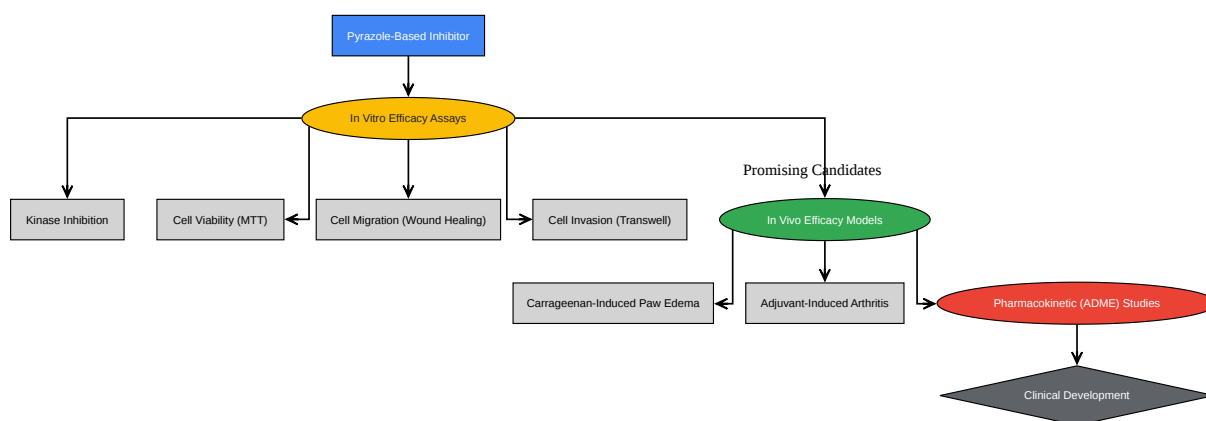 Pyrazole-Based Inhibitor
In Vitro Efficacy Assays
Promising Candidates
Kinase Inhibition
Cell Viability (MTT)
Cell Migration (Wound Healing)
Cell Invasion (Transwell)
In Vivo Efficacy Models
Carrageenan-Induced Paw Edema
Adjuvant-Induced Arthritis
Pharmacokinetic (ADME) Studies
Clinical Development